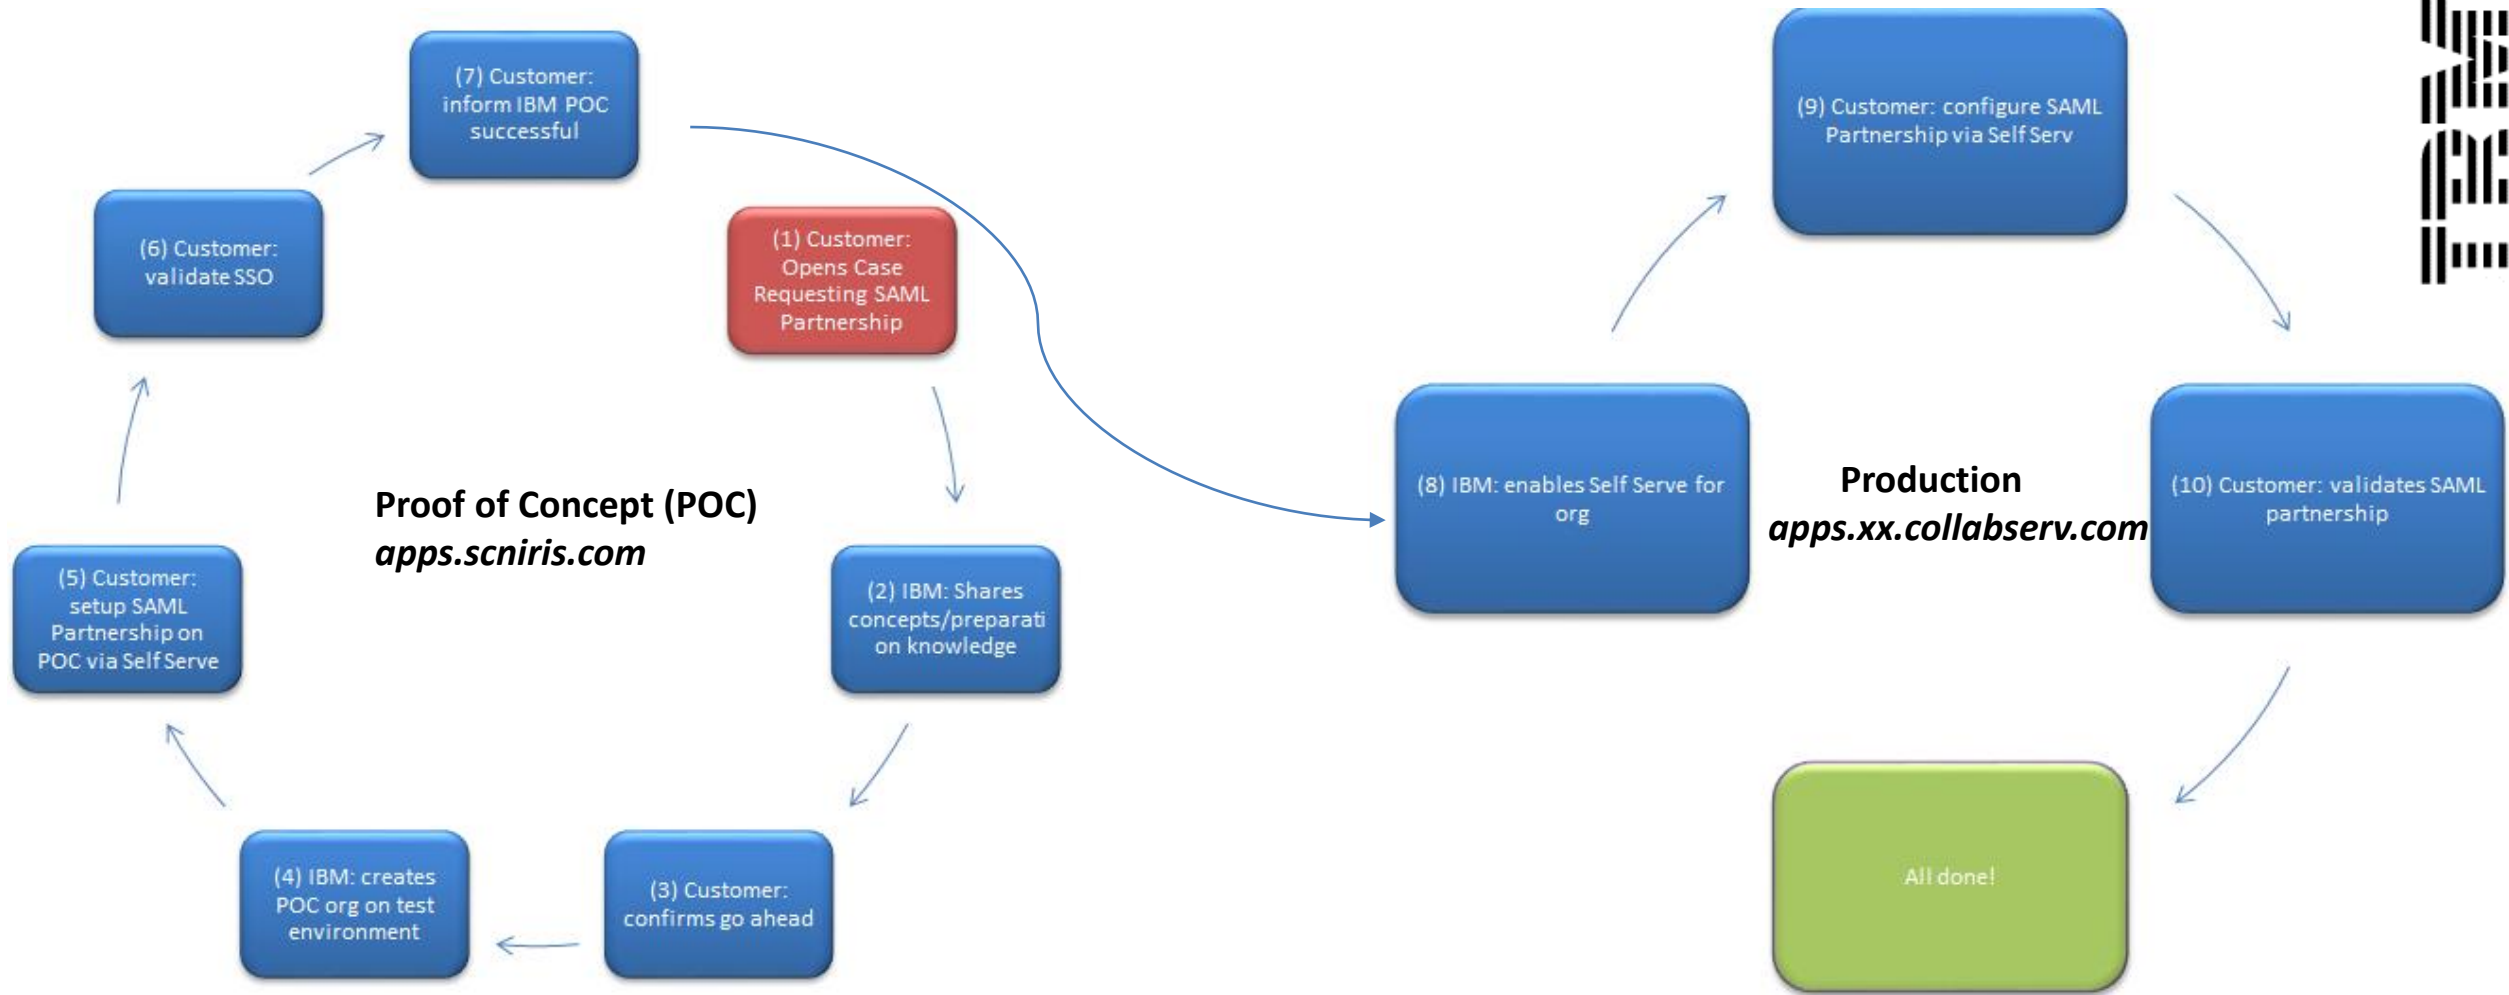 (7) Customer:
inform IBM POC
successful
(1) Customer:
Opens Case
Requesting SAML
Partnership
(6) Customer:
validate SSO
Proof of Concept (POC)
apps.scniris.com
(5) Customer:
setup SAML
Partnership on
POC via Self Serve
(2) IBM: Shares
concepts/preparati
on knowledge
(4) IBM: creates
POC org on test
environment
(3) Customer:
confirms go ahead
(9) Customer: configure SAML
Partnership via Self Serv
(8) IBM: enables Self Serve for
org
Production
apps.xx.collabserv.com
(10) Customer: validates SAML
partnership
All done!
IBM